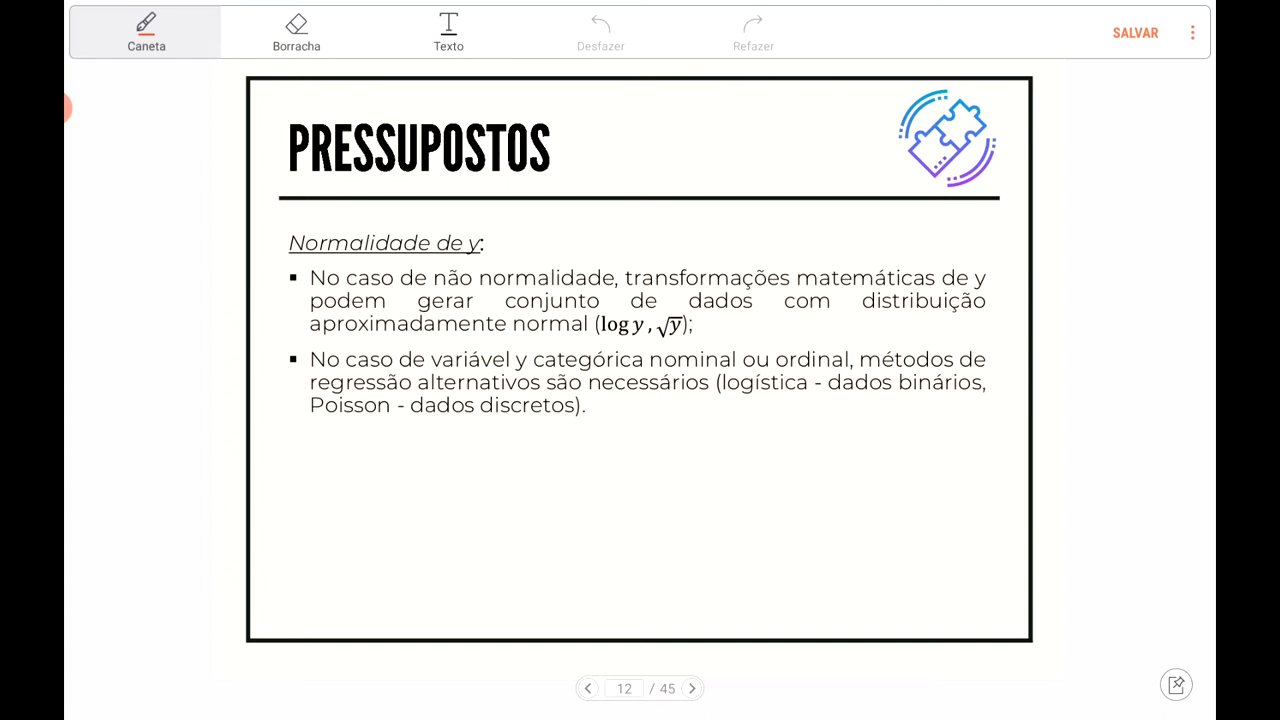 Caneta
Borracha
Texto
Desfazer
Refazer
SALVAR
PRESSUPOSTOS
Normalidade de y:
▪ No caso de não normalidade, transformações matemáticas de y
podem gerar conjunto de dados com distribuição
aproximadamente normal (log y , √y);
▪ No caso de variável y categórica nominal ou ordinal, métodos de
regressão alternativos são necessários (logística - dados binários,
Poisson - dados discretos).
12 / 45